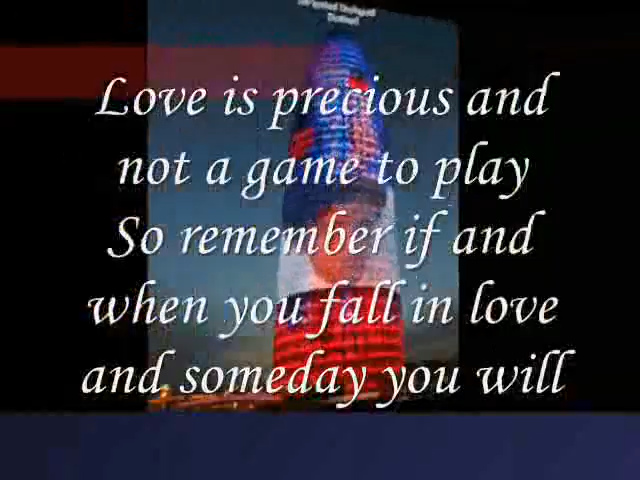 Love is precious and
not a game to play
So remember if and
when you fall in love
and someday you will